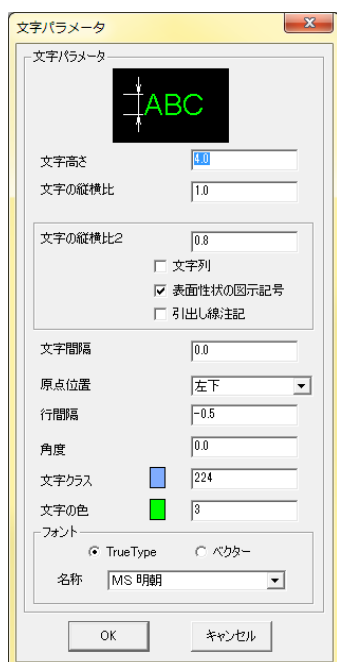 文字パラメータ
文字パラメータ
ABC
文字高さ 4.0
文字の縦横比 1.0
文字の縦横比2 0.8
文字列
表面性状の図示記号
引出し線注記
文字間隔 0.0
原点位置 左下
行間隔 -0.5
角度 0.0
文字クラス 224
文字の色 3
フォント
TrueType ベクター
名称 MS 明朝
OK キャンセル